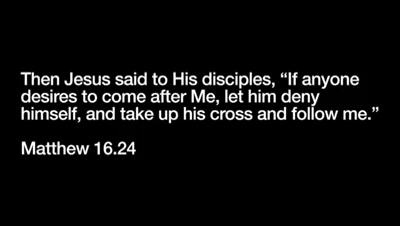 Then Jesus said to His disciples, “If anyone
desires to come after Me, let him deny
himself, and take up his cross and follow me.”
Matthew 16.24